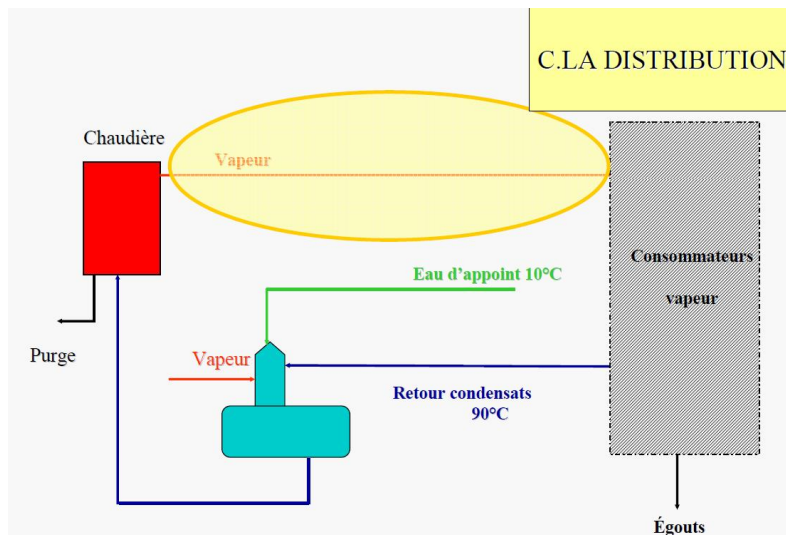 C.LA DISTRIBUTION
Chaudière
Vapeur
Consommateurs
vapeur
Eau d'appoint 10°C
Purge
Vapeur
Retour condensats
90°C
Égouts